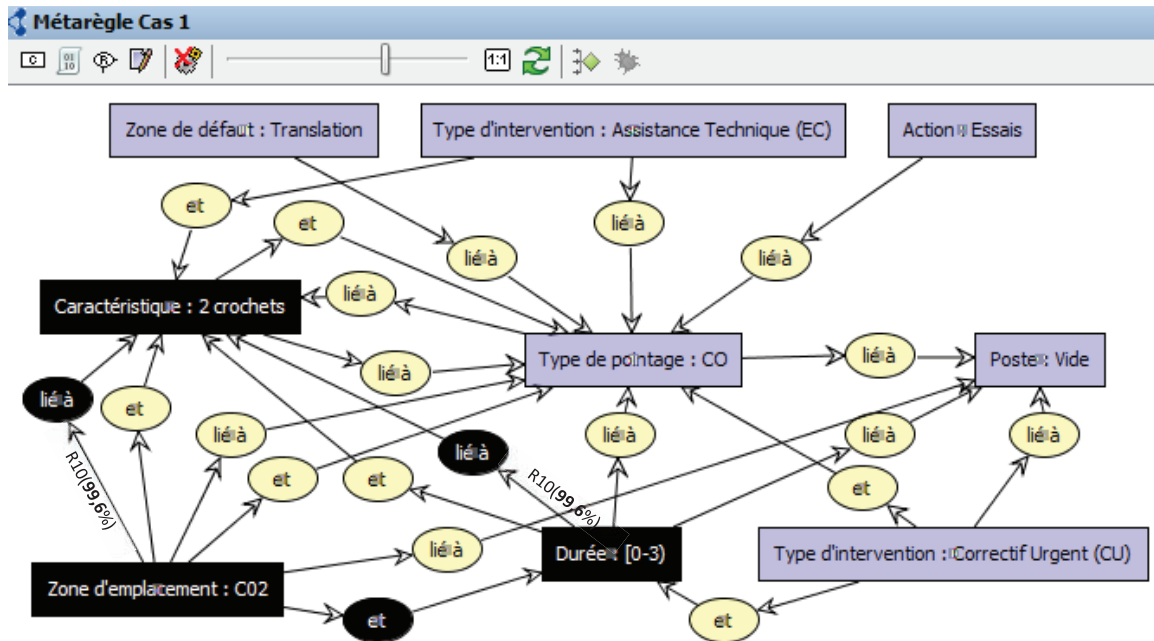 Métarègle Cas 1
C
01
10
R
1:1
Zone de défaut : Translation
Type d'intervention : Assistance Technique (EC)
Action : Essais
et
et
lié à
lié à
lié à
Caractéristique : 2 crochets
lié à
Type de pointage : CO
lié à
Poste : Vide
lié à
lié à
et
lié à
lié à
lié à
lié à
lié à
et
et
et
R10(99,6%)
R10(99,6%)
lié à
Durée : [0-3)
Type d'intervention : Correctif Urgent (CU)
Zone d'emplacement : C02
et
et